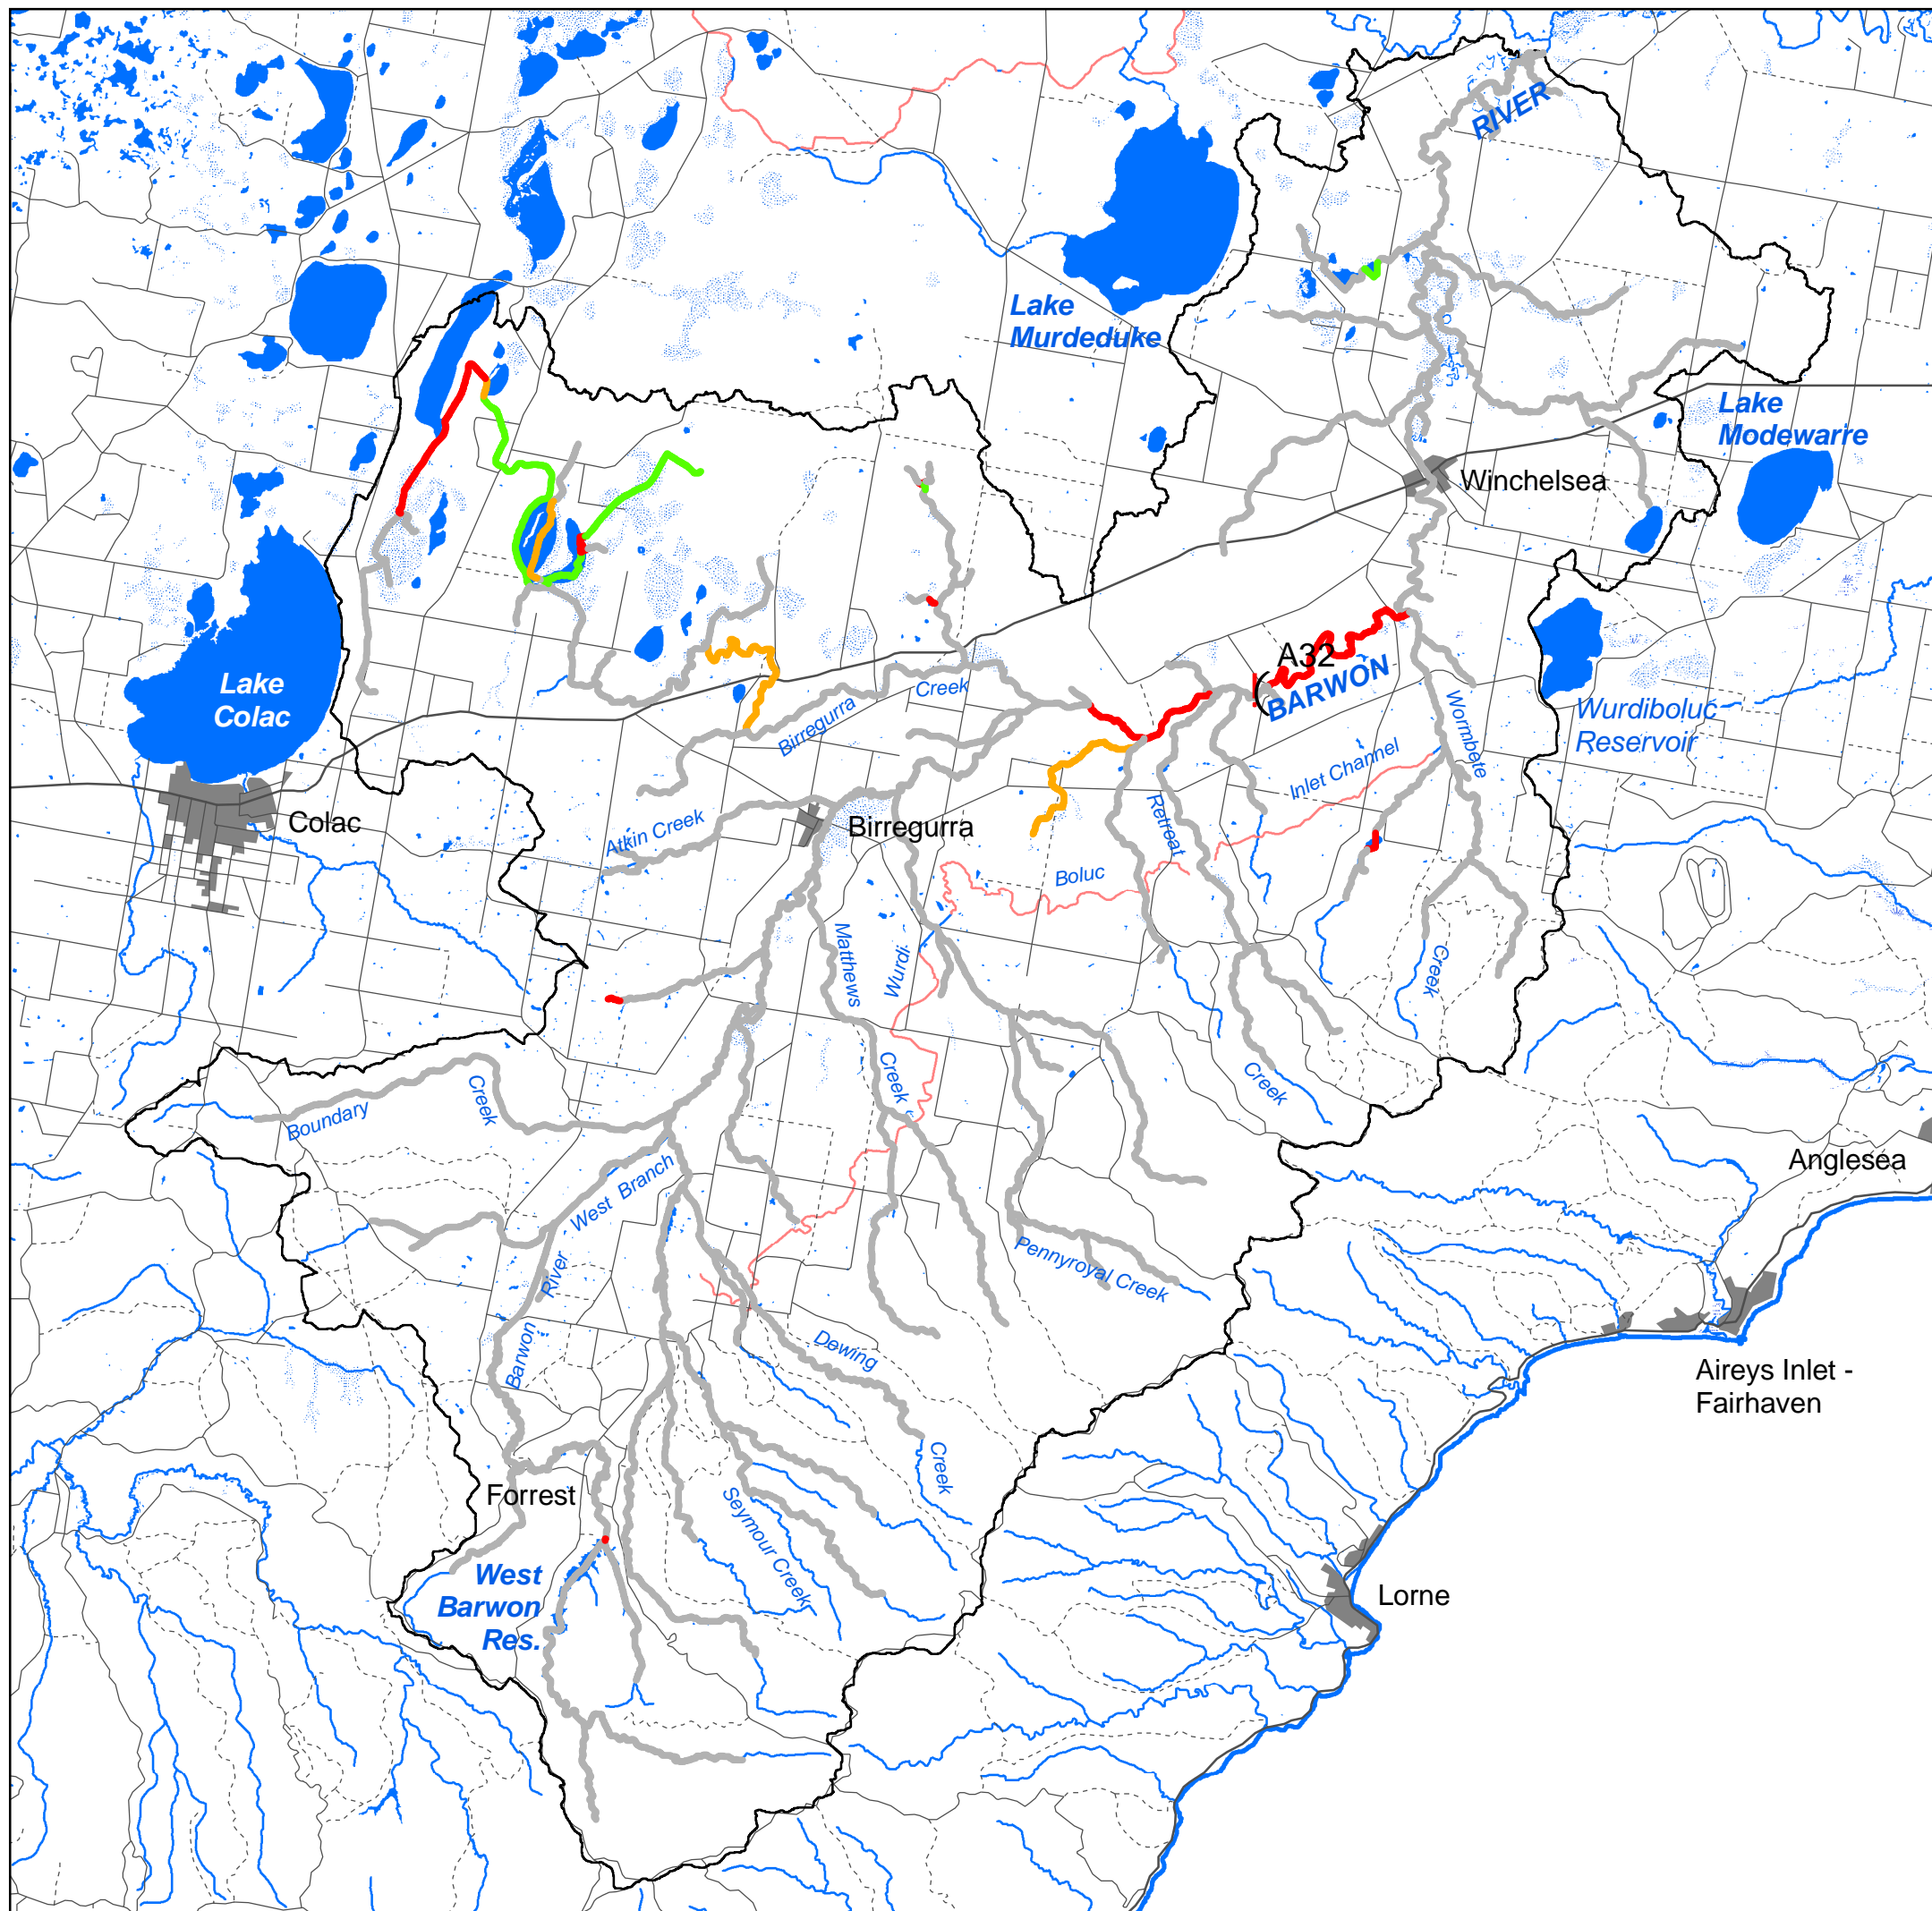 RIVER
Lake
Murdeduke
Lake
Modewarre
Winchelsea
Lake
Colac
A32
(
BARWON
Creek
Birregurra
Wormbete
Wurdiboluc
Reservoir
Inlet Channel
Colac
Atkin Creek
Birregurra
Retreat
Boluc
Matthews
Wurdi
Creek
Creek
Creek
Creek
Boundary
West Branch
River
Anglesea
Pennyroyal Creek
Barwon
Dewing
Aireys Inlet -
Fairhaven
Creek
Forrest
Seymour Creek
West
Barwon
Res.
Lorne